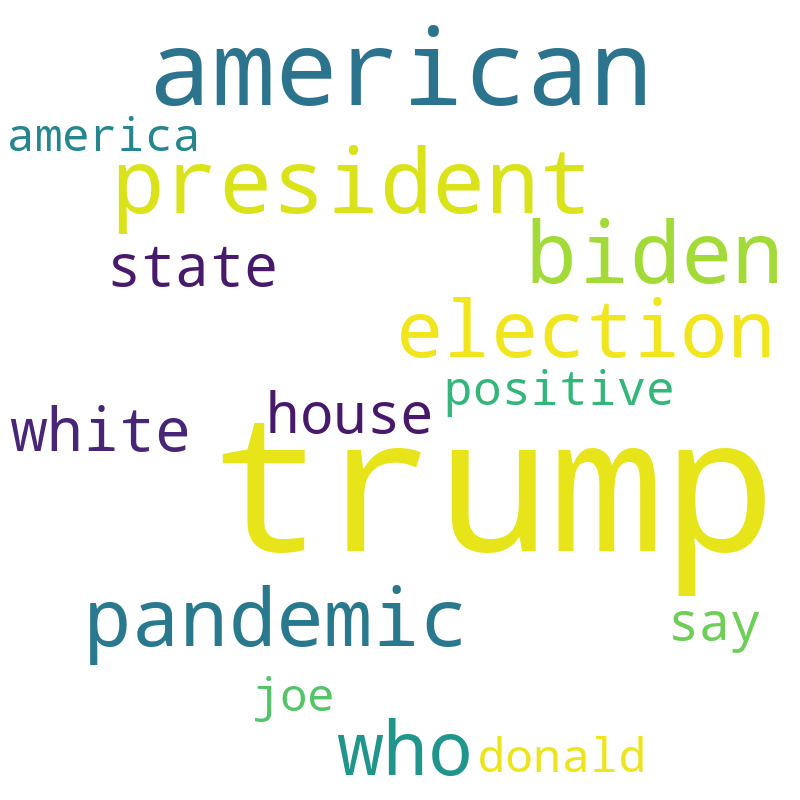 american
america
president
state
biden
election
positive
house
white
trump
pandemic
say
joe
who
donald